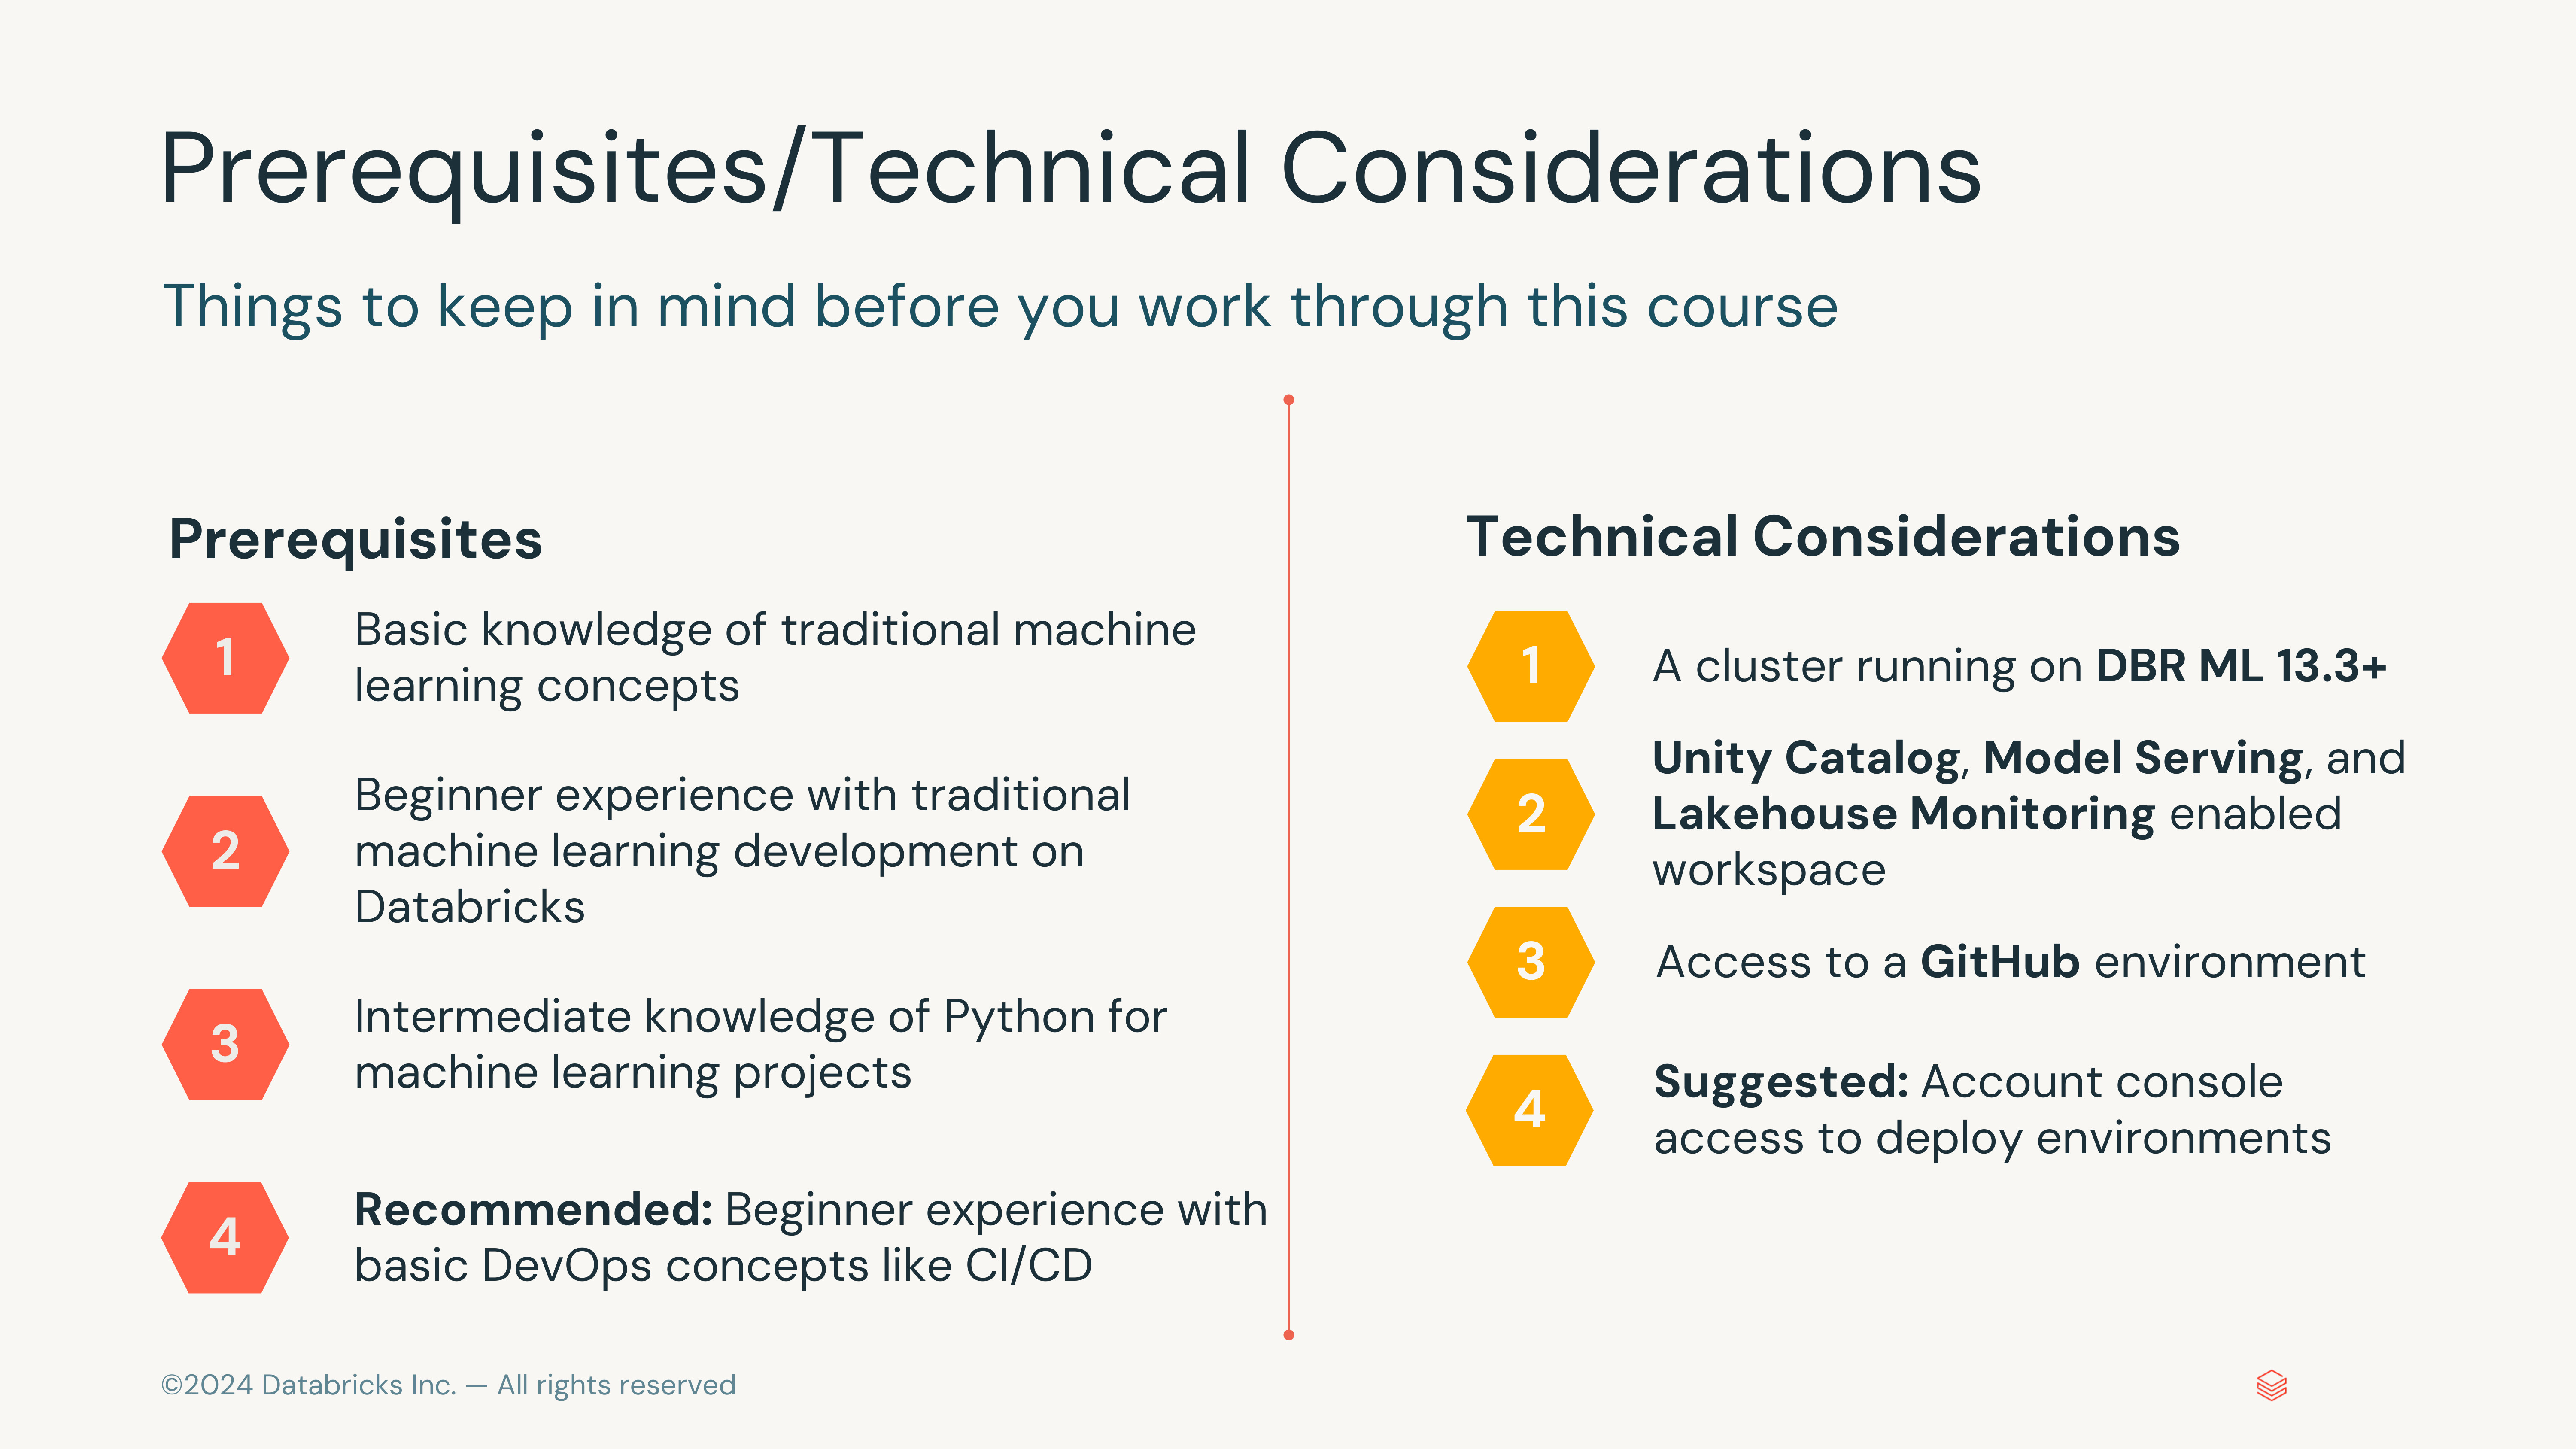 Prerequisites/Technical Considerations
Things to keep in mind before you work through this course
Prerequisites
1
Basic knowledge of traditional machine
learning concepts
2
Beginner experience with traditional
machine learning development on
Databricks
3
Intermediate knowledge of Python for
machine learning projects
4
Recommended: Beginner experience with
basic DevOps concepts like CI/CD
Technical Considerations
1
A cluster running on DBR ML 13.3+
2
Unity Catalog, Model Serving, and
Lakehouse Monitoring enabled
workspace
3
Access to a GitHub environment
4
Suggested: Account console
access to deploy environments
©2024 Databricks Inc. — All rights reserved